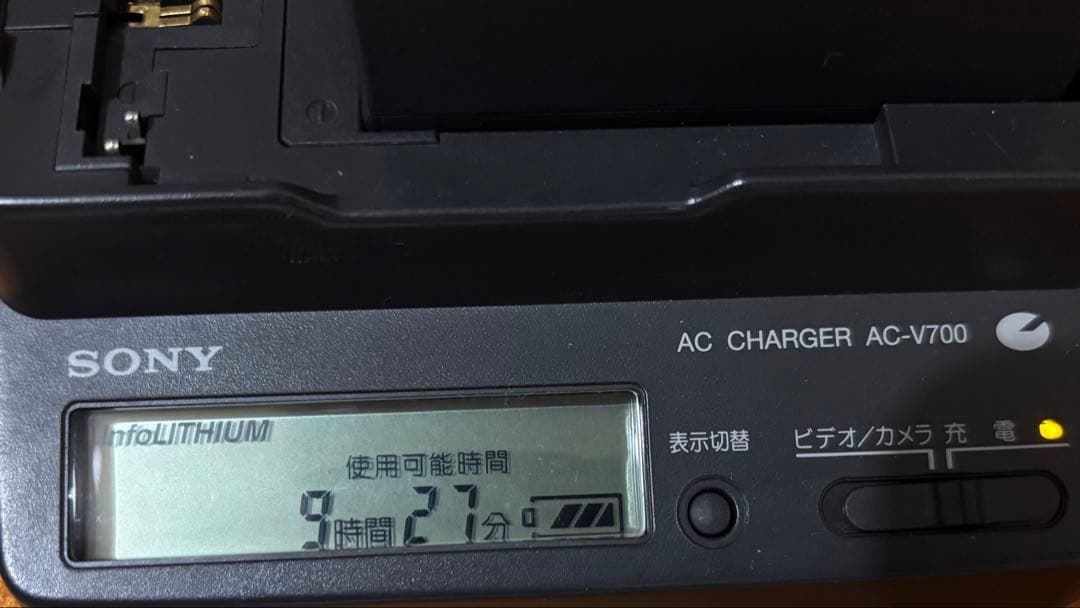 AC CHARGER AC-V700
SONY
InfoLITHIUM
使用可能時間
9時間27分
表示切替
ビデオ/カメラ 充電